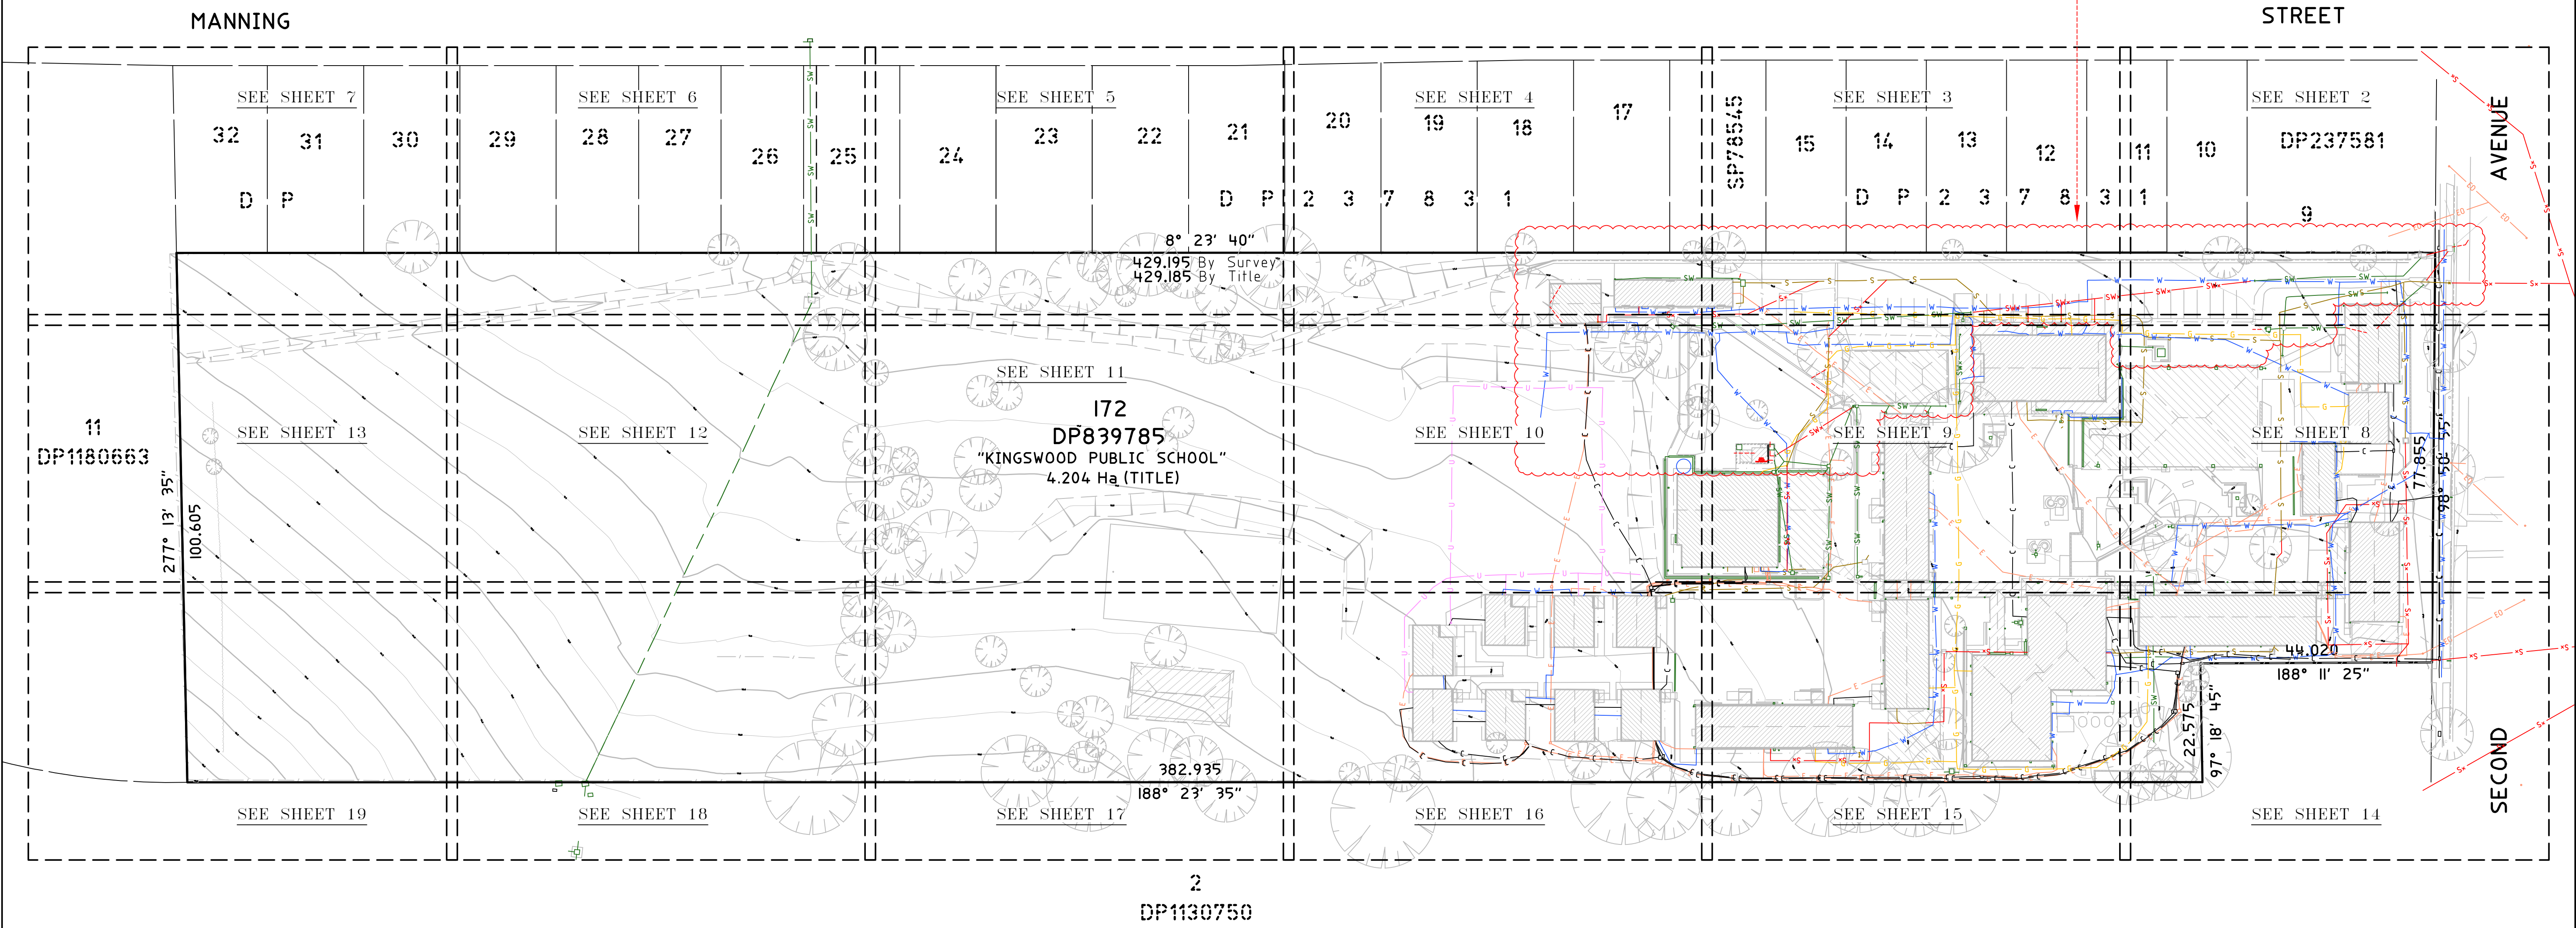 MANNING
STREET
SEE SHEET 7
SEE SHEET 6
SEE SHEET 5
SEE SHEET 4
SEE SHEET 3
SEE SHEET 2
32
31
30
29
28
27
26
25
24
23
22
21
20
19
18
17
SP78545
15
14
13
12
11
10
DP237581
AVENUE
D P
D P 2 3 7 8 3 1
D P 2 3 7 8 3 1
9
8° 23' 40"
429.195 By Survey
429.185 By Title
SEE SHEET 11
172
DP839785
"KINGSWOOD PUBLIC SCHOOL"
4.204 Ha (TITLE)
11
DP1180663
SEE SHEET 13
SEE SHEET 12
SEE SHEET 10
SEE SHEET 9
SEE SHEET 8
277° 13' 35"
100.605
77.855
98° 50' 55"
44.020
188° 11' 25"
22.575
97° 18' 45"
SECOND
382.935
188° 23' 35"
SEE SHEET 19
SEE SHEET 18
SEE SHEET 17
SEE SHEET 16
SEE SHEET 15
SEE SHEET 14
2
DP1130750